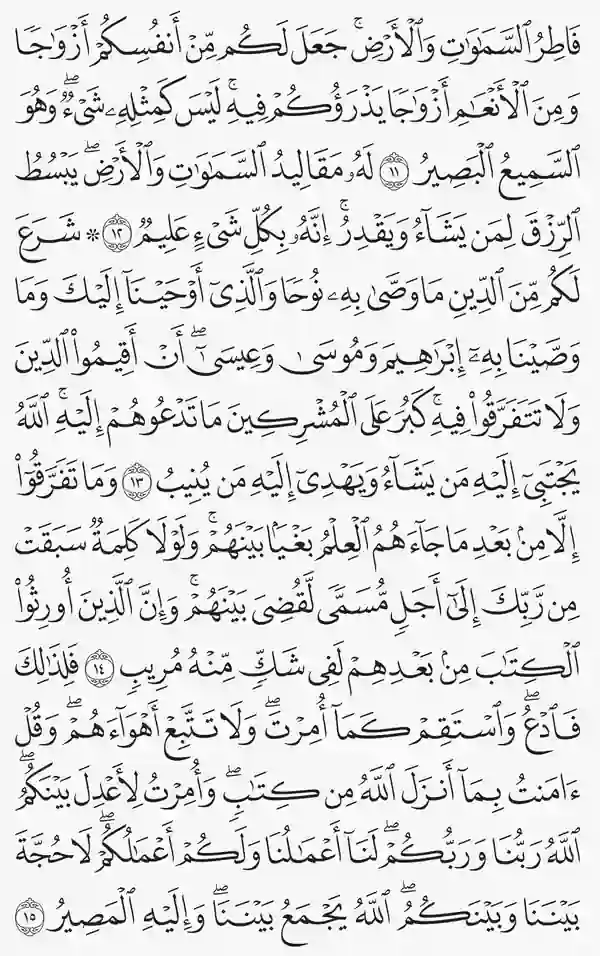 فَاطِرُ ٱلسَّمَٰوَٰتِ وَٱلْأَرْضِۚ جَعَلَ لَكُم مِّنْ أَنفُسِكُمْ أَزْوَٰجًا
وَمِنَ ٱلْأَنْعَٰمِ أَزْوَٰجًا يَذْرَؤُكُمْ فِيهِۚ لَيْسَ كَمِثْلِهِۦ شَىْءٌۖ وَهُوَ
ٱلسَّمِيعُ ٱلْبَصِيرُ ١١ لَهُۥ مَقَالِيدُ ٱلسَّمَٰوَٰتِ وَٱلْأَرْضِۖ يَبْسُطُ
ٱلرِّزْقَ لِمَن يَشَآءُ وَيَقْدِرُۚ إِنَّهُۥ بِكُلِّ شَىْءٍ عَلِيمٌ ١٢ * شَرَعَ
لَكُم مِّنَ ٱلدِّينِ مَا وَصَّىٰ بِهِۦ نُوحًا وَٱلَّذِىٓ أَوْحَيْنَآ إِلَيْكَ وَمَا
وَصَّيْنَا بِهِۦٓ إِبْرَٰهِيمَ وَمُوسَىٰ وَعِيسَىٰٓۖ أَنْ أَقِيمُوا۟ ٱلدِّينَ
وَلَا تَتَفَرَّقُوا۟ فِيهِۚ كَبُرَ عَلَى ٱلْمُشْرِكِينَ مَا تَدْعُوهُمْ إِلَيْهِۚ ٱللَّهُ
يَجْتَبِىٓ إِلَيْهِ مَن يَشَآءُ وَيَهْدِىٓ إِلَيْهِ مَن يُنِيبُ ١٣ وَمَا تَفَرَّقُوٓا۟
إِلَّا مِنۢ بَعْدِ مَا جَآءَهُمُ ٱلْعِلْمُ بَغْيًۢا بَيْنَهُمْۚ وَلَوْلَا كَلِمَةٌ سَبَقَتْ
مِن رَّبِّكَ إِلَىٰٓ أَجَلٍ مُّسَمًّى لَّقُضِىَ بَيْنَهُمْۚ وَإِنَّ ٱلَّذِينَ أُورِثُوا۟
ٱلْكِتَٰبَ مِنۢ بَعْدِهِمْ لَفِى شَكٍّ مِّنْهُ مُرِيبٍ ١٤ فَلِذَٰلِكَ
فَٱدْعُۖ وَٱسْتَقِمْ كَمَآ أُمِرْتَۖ وَلَا تَتَّبِعْ أَهْوَآءَهُمْۖ وَقُلْ
ءَامَنتُ بِمَآ أَنزَلَ ٱللَّهُ مِن كِتَٰبٍۖ وَأُمِرْتُ لِأَعْدِلَ بَيْنَكُمُۖ
ٱللَّهُ رَبُّنَا وَرَبُّكُمْۖ لَنَآ أَعْمَٰلُنَا وَلَكُمْ أَعْمَٰلُكُمْۖ لَا حُجَّةَ
بَيْنَنَا وَبَيْنَكُمُۖ ٱللَّهُ يَجْمَعُ بَيْنَنَاۖ وَإِلَيْهِ ٱلْمَصِيرُ ١٥